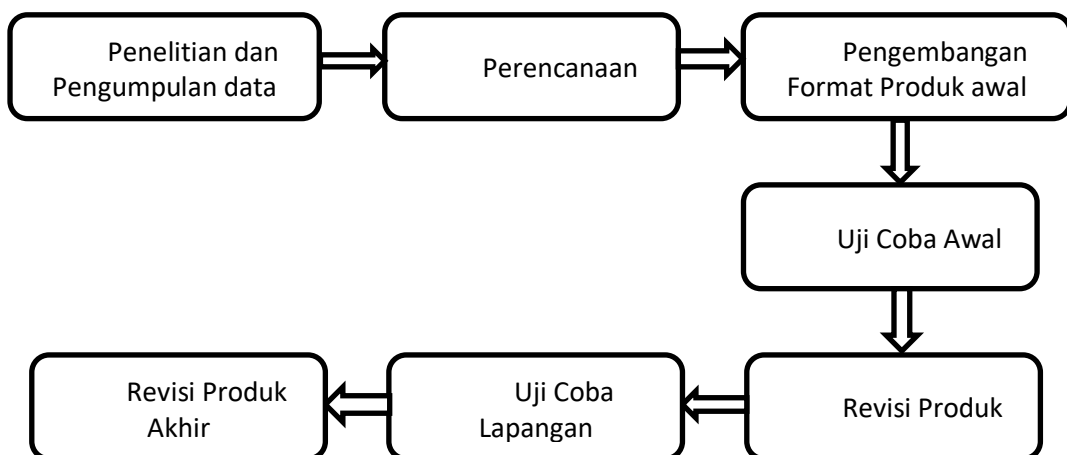 Penelitian dan
Pengumpulan data
Perencanaan
Pengembangan
Format Produk awal
Uji Coba Awal
Revisi Produk
Uji Coba
Lapangan
Revisi Produk
Akhir